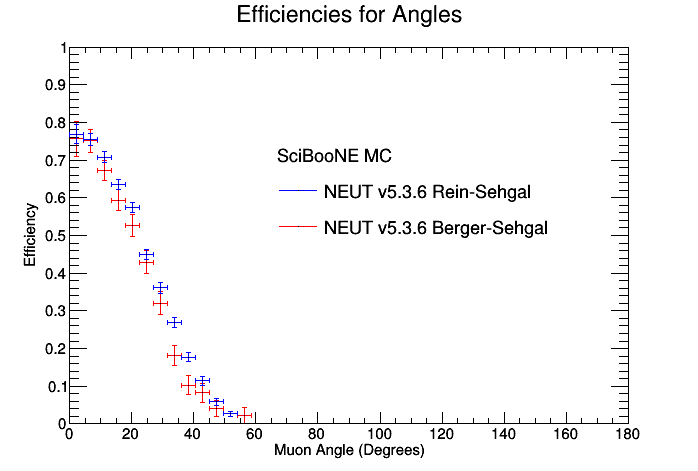 Efficiencies for Angles
Efficiency
1
0.9
0.8
0.7
0.6
0.5
0.4
0.3
0.2
0.1
0
SciBooNE MC
NEUT v5.3.6 Rein-Sehgal
NEUT v5.3.6 Berger-Sehgal
0 20 40 60 80 100 120 140 160 180
Muon Angle (Degrees)